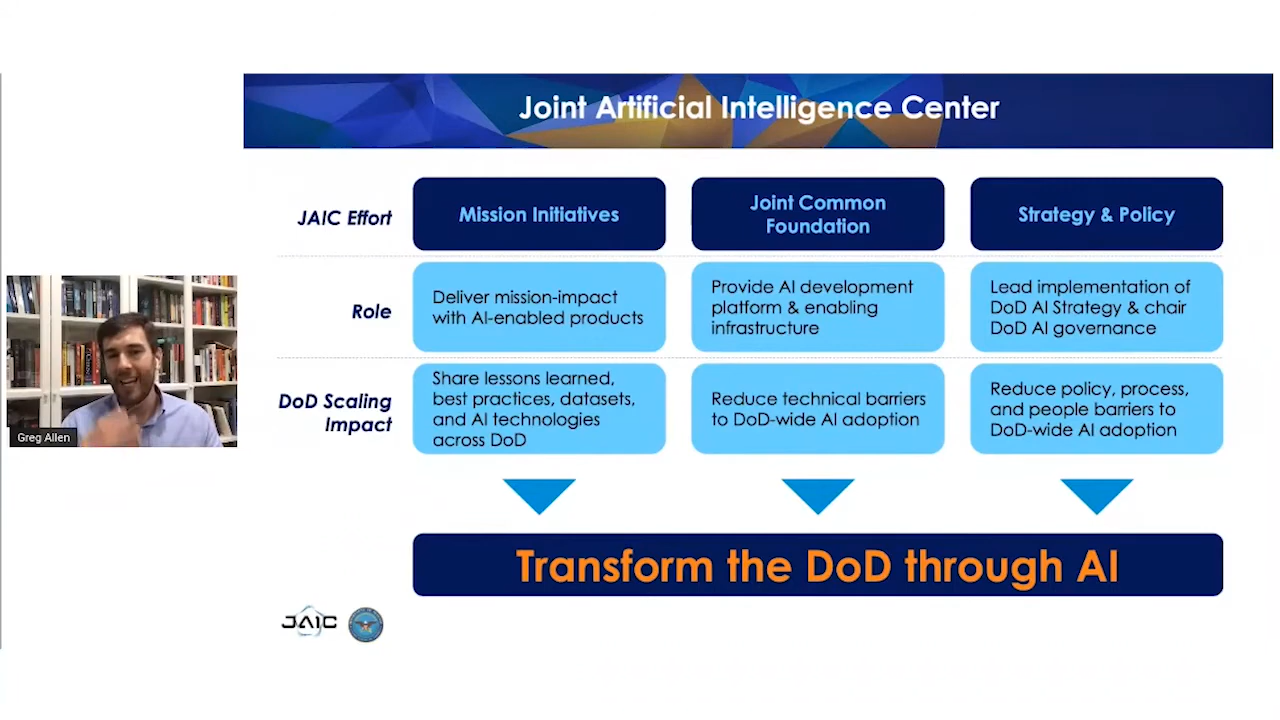 Joint Artificial Intelligence Center
JAIC Effort
Mission Initiatives
Joint Common
Foundation
Strategy & Policy
Role
Deliver mission-impact
with AI-enabled products
Provide AI development
platform & enabling
infrastructure
Lead implementation of
DoD AI Strategy & chair
DoD AI governance
DoD Scaling
Impact
Share lessons learned,
best practices, datasets,
and AI technologies
across DoD
Reduce technical barriers
to DoD-wide AI adoption
Reduce policy, process,
and people barriers to
DoD-wide AI adoption
Transform the DoD through AI
Greg Allen
JAIC